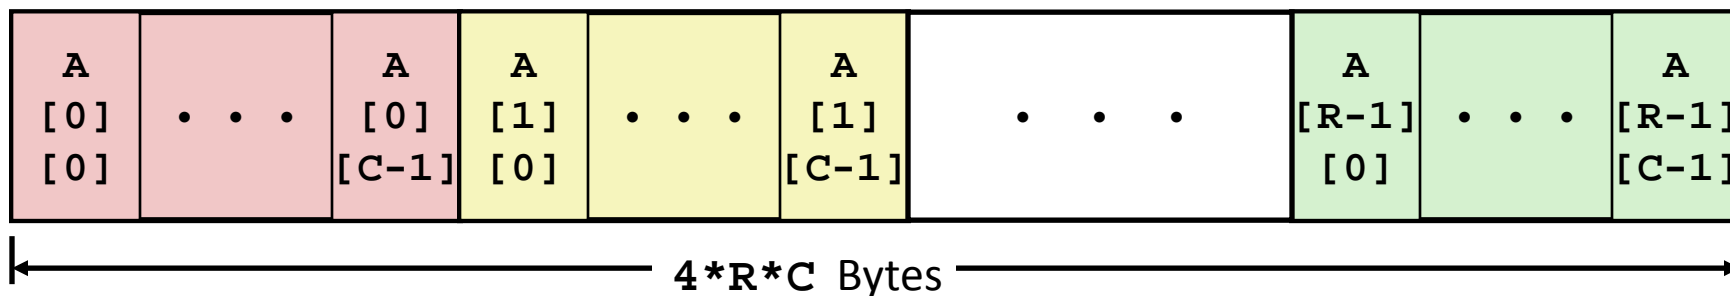 A A A A A A
[0] • • • [0] [1] • • • [1] • • • [R-1] • • • [R-1]
[0] [C-1] [0] [C-1] [0] [C-1]
4*R*C Bytes